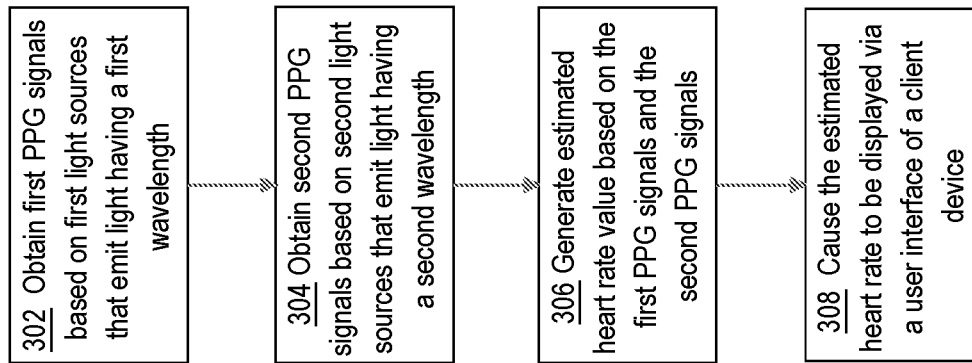 302 Obtain first PPG signals
based on first light sources
that emit light having a first
wavelength
304 Obtain second PPG
signals based on second light
sources that emit light having
a second wavelength
306 Generate estimated
heart rate value based on the
first PPG signals and the
second PPG signals
308 Cause the estimated
heart rate to be displayed via
a user interface of a client
device